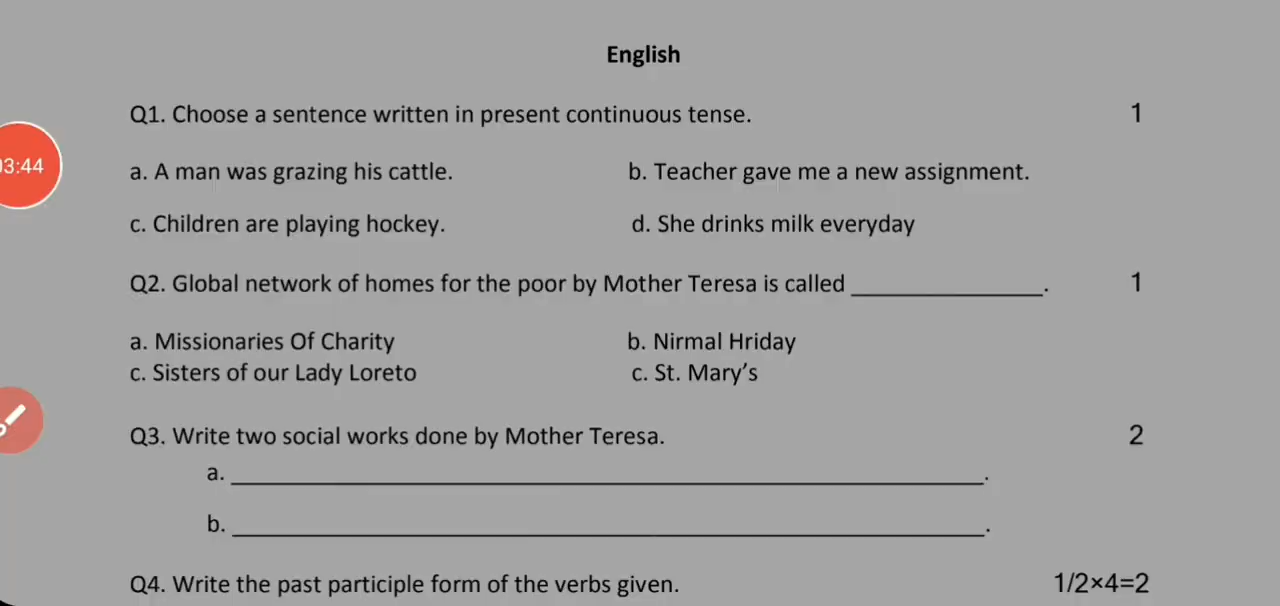 English
Q1. Choose a sentence written in present continuous tense. 1
03:44
a. A man was grazing his cattle. b. Teacher gave me a new assignment.
c. Children are playing hockey. d. She drinks milk everyday
Q2. Global network of homes for the poor by Mother Teresa is called _______________. 1
a. Missionaries Of Charity b. Nirmal Hriday
c. Sisters of our Lady Loreto c. St. Mary's
Q3. Write two social works done by Mother Teresa. 2
a. _______________.
b. _______________.
Q4. Write the past participle form of the verbs given. 1/2×4=2